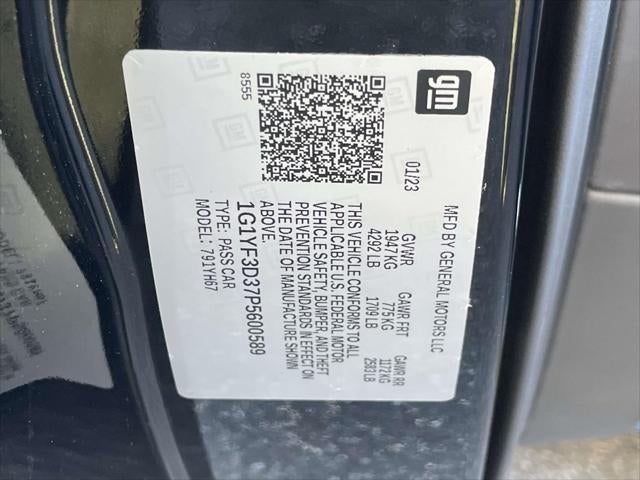 gm
MFD BY GENERAL MOTORS LLC
01/23
GVWR GAWR FRT GAWR RR
1947 KG 775 KG 1172 KG
4292 LB 1709 LB 2583 LB
THIS VEHICLE CONFORMS TO ALL
APPLICABLE U.S. FEDERAL MOTOR
VEHICLE SAFETY, BUMPER, AND THEFT
PREVENTION STANDARDS IN EFFECT ON
THE DATE OF MANUFACTURE SHOWN
ABOVE.
1G1YF3D37P5600589
TYPE: PASS CAR
MODEL: 791YH67
8555